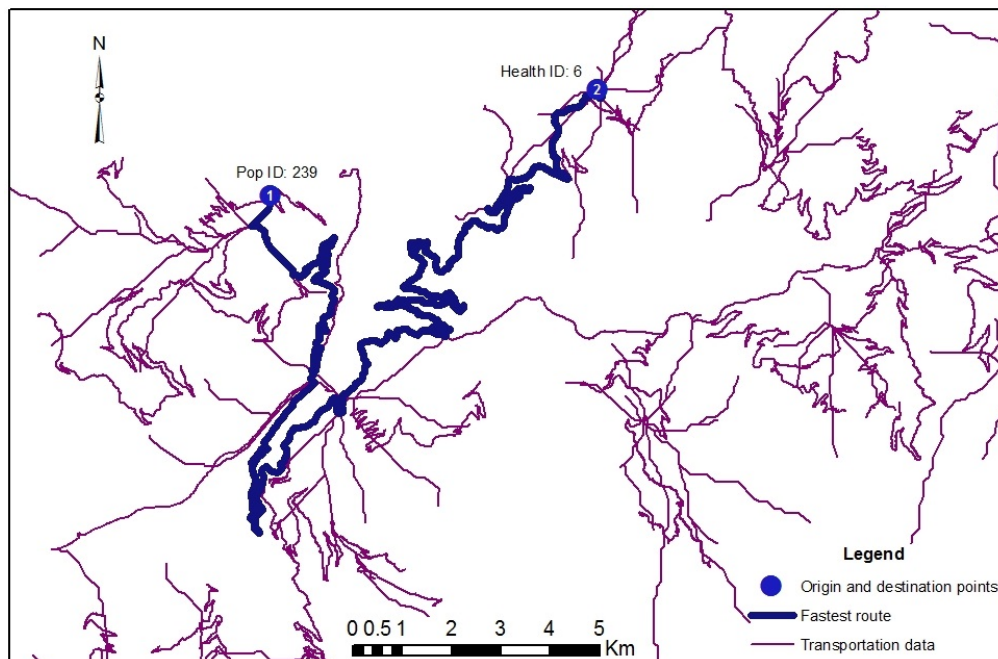 N
Health ID: 6
2
Pop ID: 239
1
Legend
Origin and destination points
Fastest route
Transportation data
0 0.5 1 2 3 4 5
Km